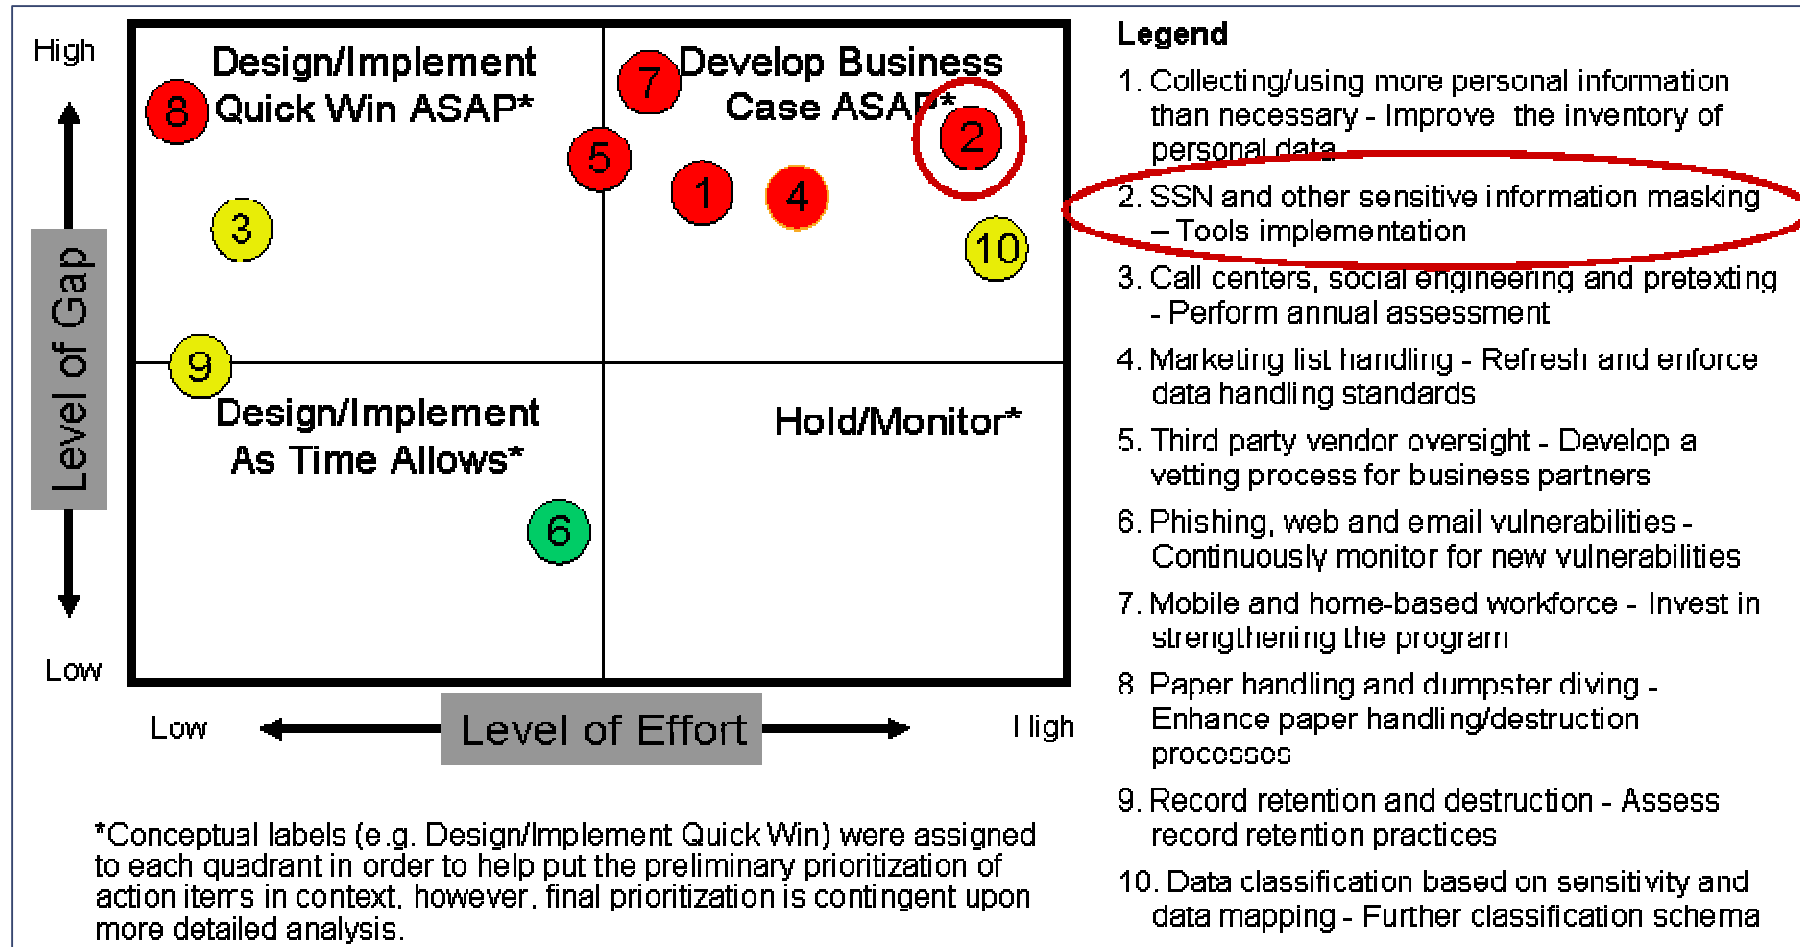 High
Design/Implement
Quick Win ASAP*
Develop Business
Case ASAP*
8
7
2
5
1
4
3
10
Level of Gap
9
Design/Implement
As Time Allows*
Hold/Monitor*
6
Low
Low
Level of Effort
High
*Conceptual labels (e.g. Design/Implement Quick Win) were assigned
to each quadrant in order to help put the preliminary prioritization of
action items in context, however, final prioritization is contingent upon
more detailed analysis.
Legend
1. Collecting/using more personal information
than necessary - Improve the inventory of
personal data
2. SSN and other sensitive information masking
– Tools implementation
3. Call centers, social engineering and pretexting
- Perform annual assessment
4. Marketing list handling - Refresh and enforce
data handling standards
5. Third party vendor oversight - Develop a
vetting process for business partners
6. Phishing, web and email vulnerabilities -
Continuously monitor for new vulnerabilities
7. Mobile and home-based workforce - Invest in
strengthening the program
8 Paper handling and dumpster diving -
Enhance paper handling/destruction
processes
9. Record retention and destruction - Assess
record retention practices
10. Data classification based on sensitivity and
data mapping - Further classification schema